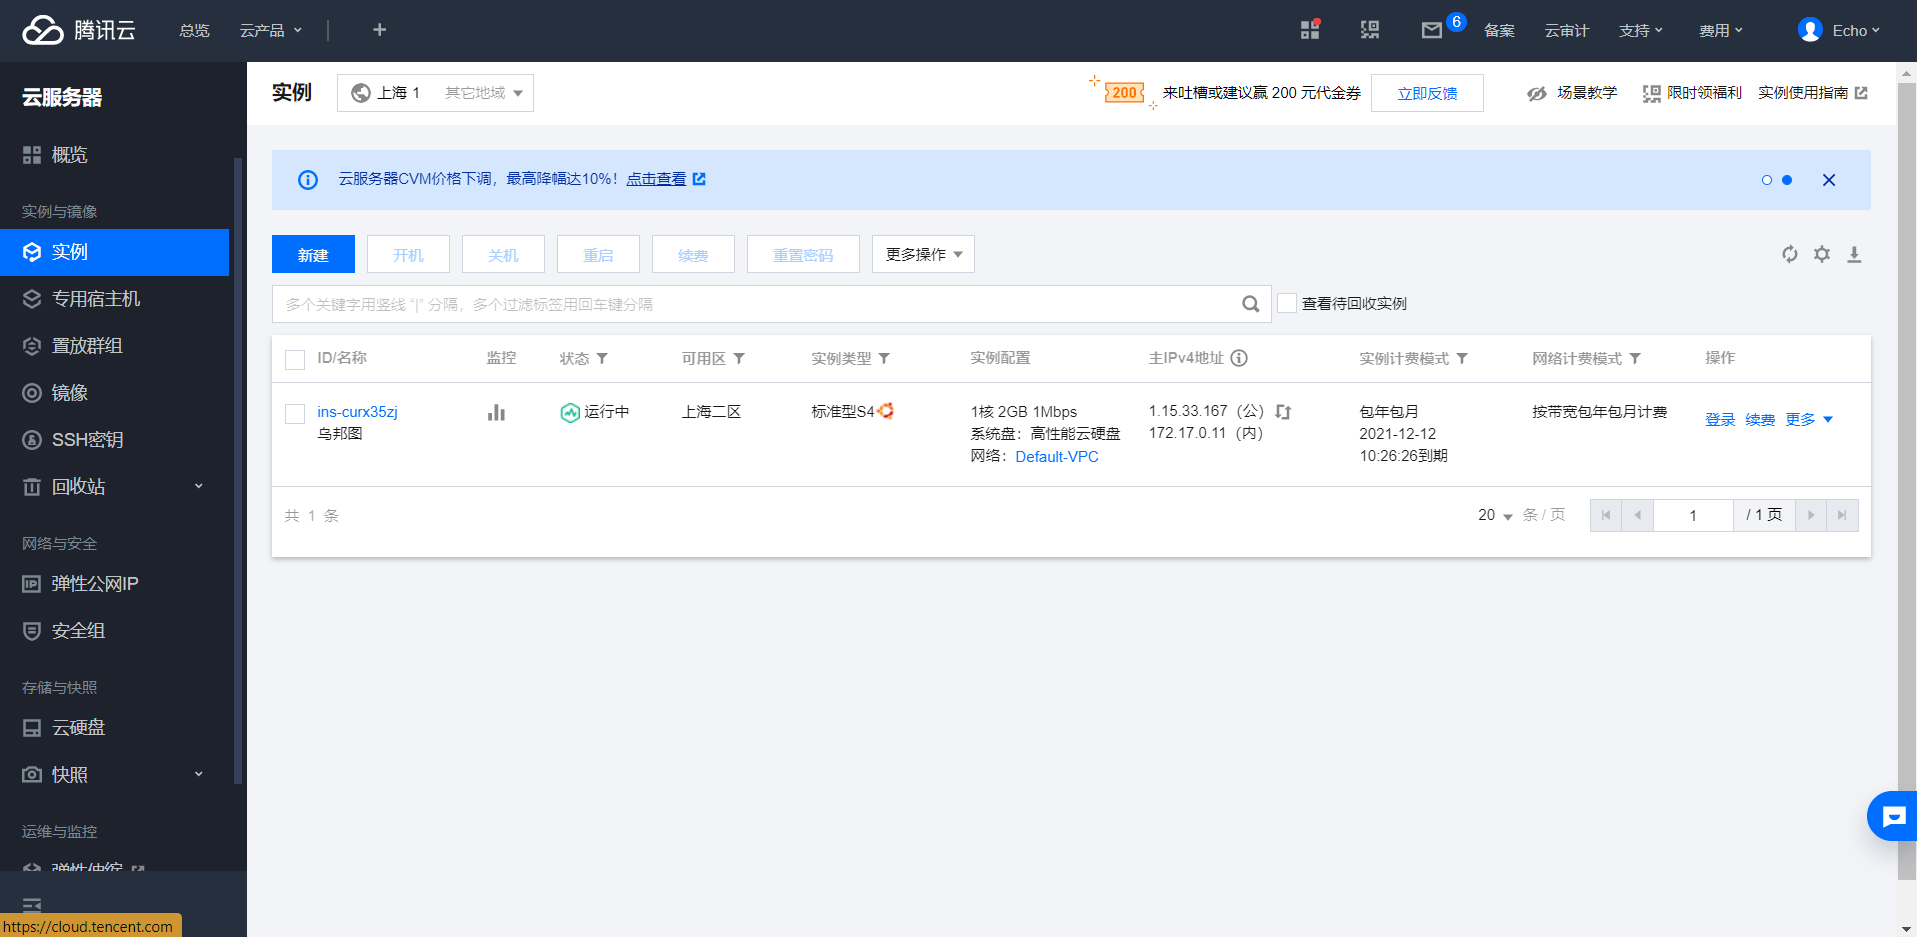 腾讯云 总览 云产品 6 备案 云审计 支持 费用 Echo
云服务器
概览
实例与镜像
实例
专用宿主机
置放群组
镜像
SSH密钥
回收站
网络与安全
弹性公网IP
安全组
存储与快照
云硬盘
快照
运维与监控
弹性伸缩
https://cloud.tencent.com
实例 上海 1 其它地域 200 来吐槽或建议赢 200 元代金券 立即反馈 场景教学 限时领福利 实例使用指南
云服务器CVM价格下调，最高降幅达10%！点击查看
新建 开机 关机 重启 续费 重置密码 更多操作
多个关键字用竖线 “|” 分隔，多个过滤标签用回车键分隔 查看待回收实例
ID/名称 监控 状态 可用区 实例类型 实例配置 主IPv4地址 实例计费模式 网络计费模式 操作
ins-curx35zj 运行中 上海二区 标准型S4 1核 2GB 1Mbps 1.15.33.167（公） 包年包月 按带宽包年包月计费 登录 续费 更多
乌邦图 系统盘：高性能云硬盘 172.17.0.11（内） 2021-12-12
网络：Default-VPC 10:26:26到期
共 1 条 20 条 / 页 1 / 1 页